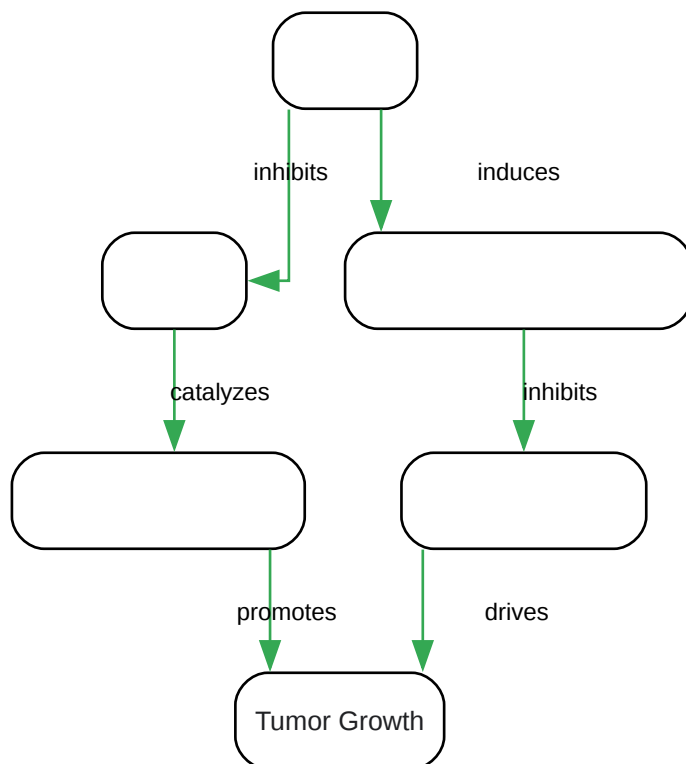 inhibits
induces
catalyzes
inhibits
promotes
drives
Tumor Growth